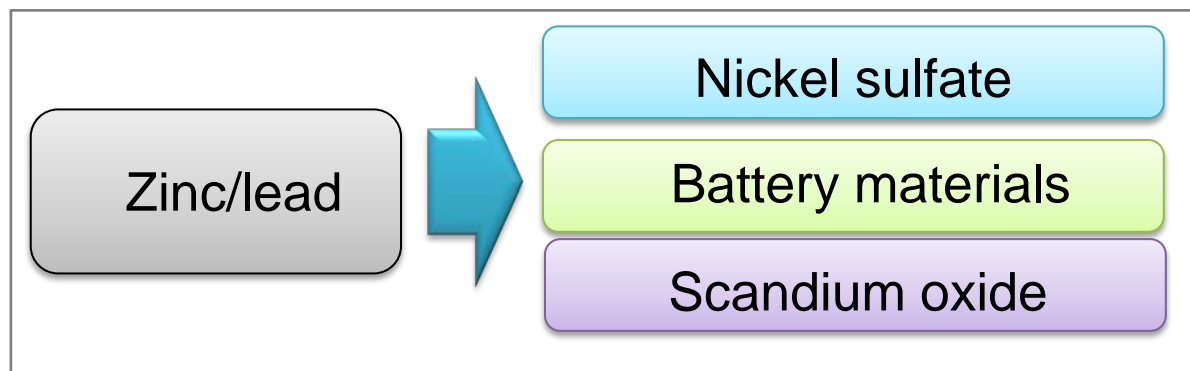 Zinc/lead
Nickel sulfate
Battery materials
Scandium oxide